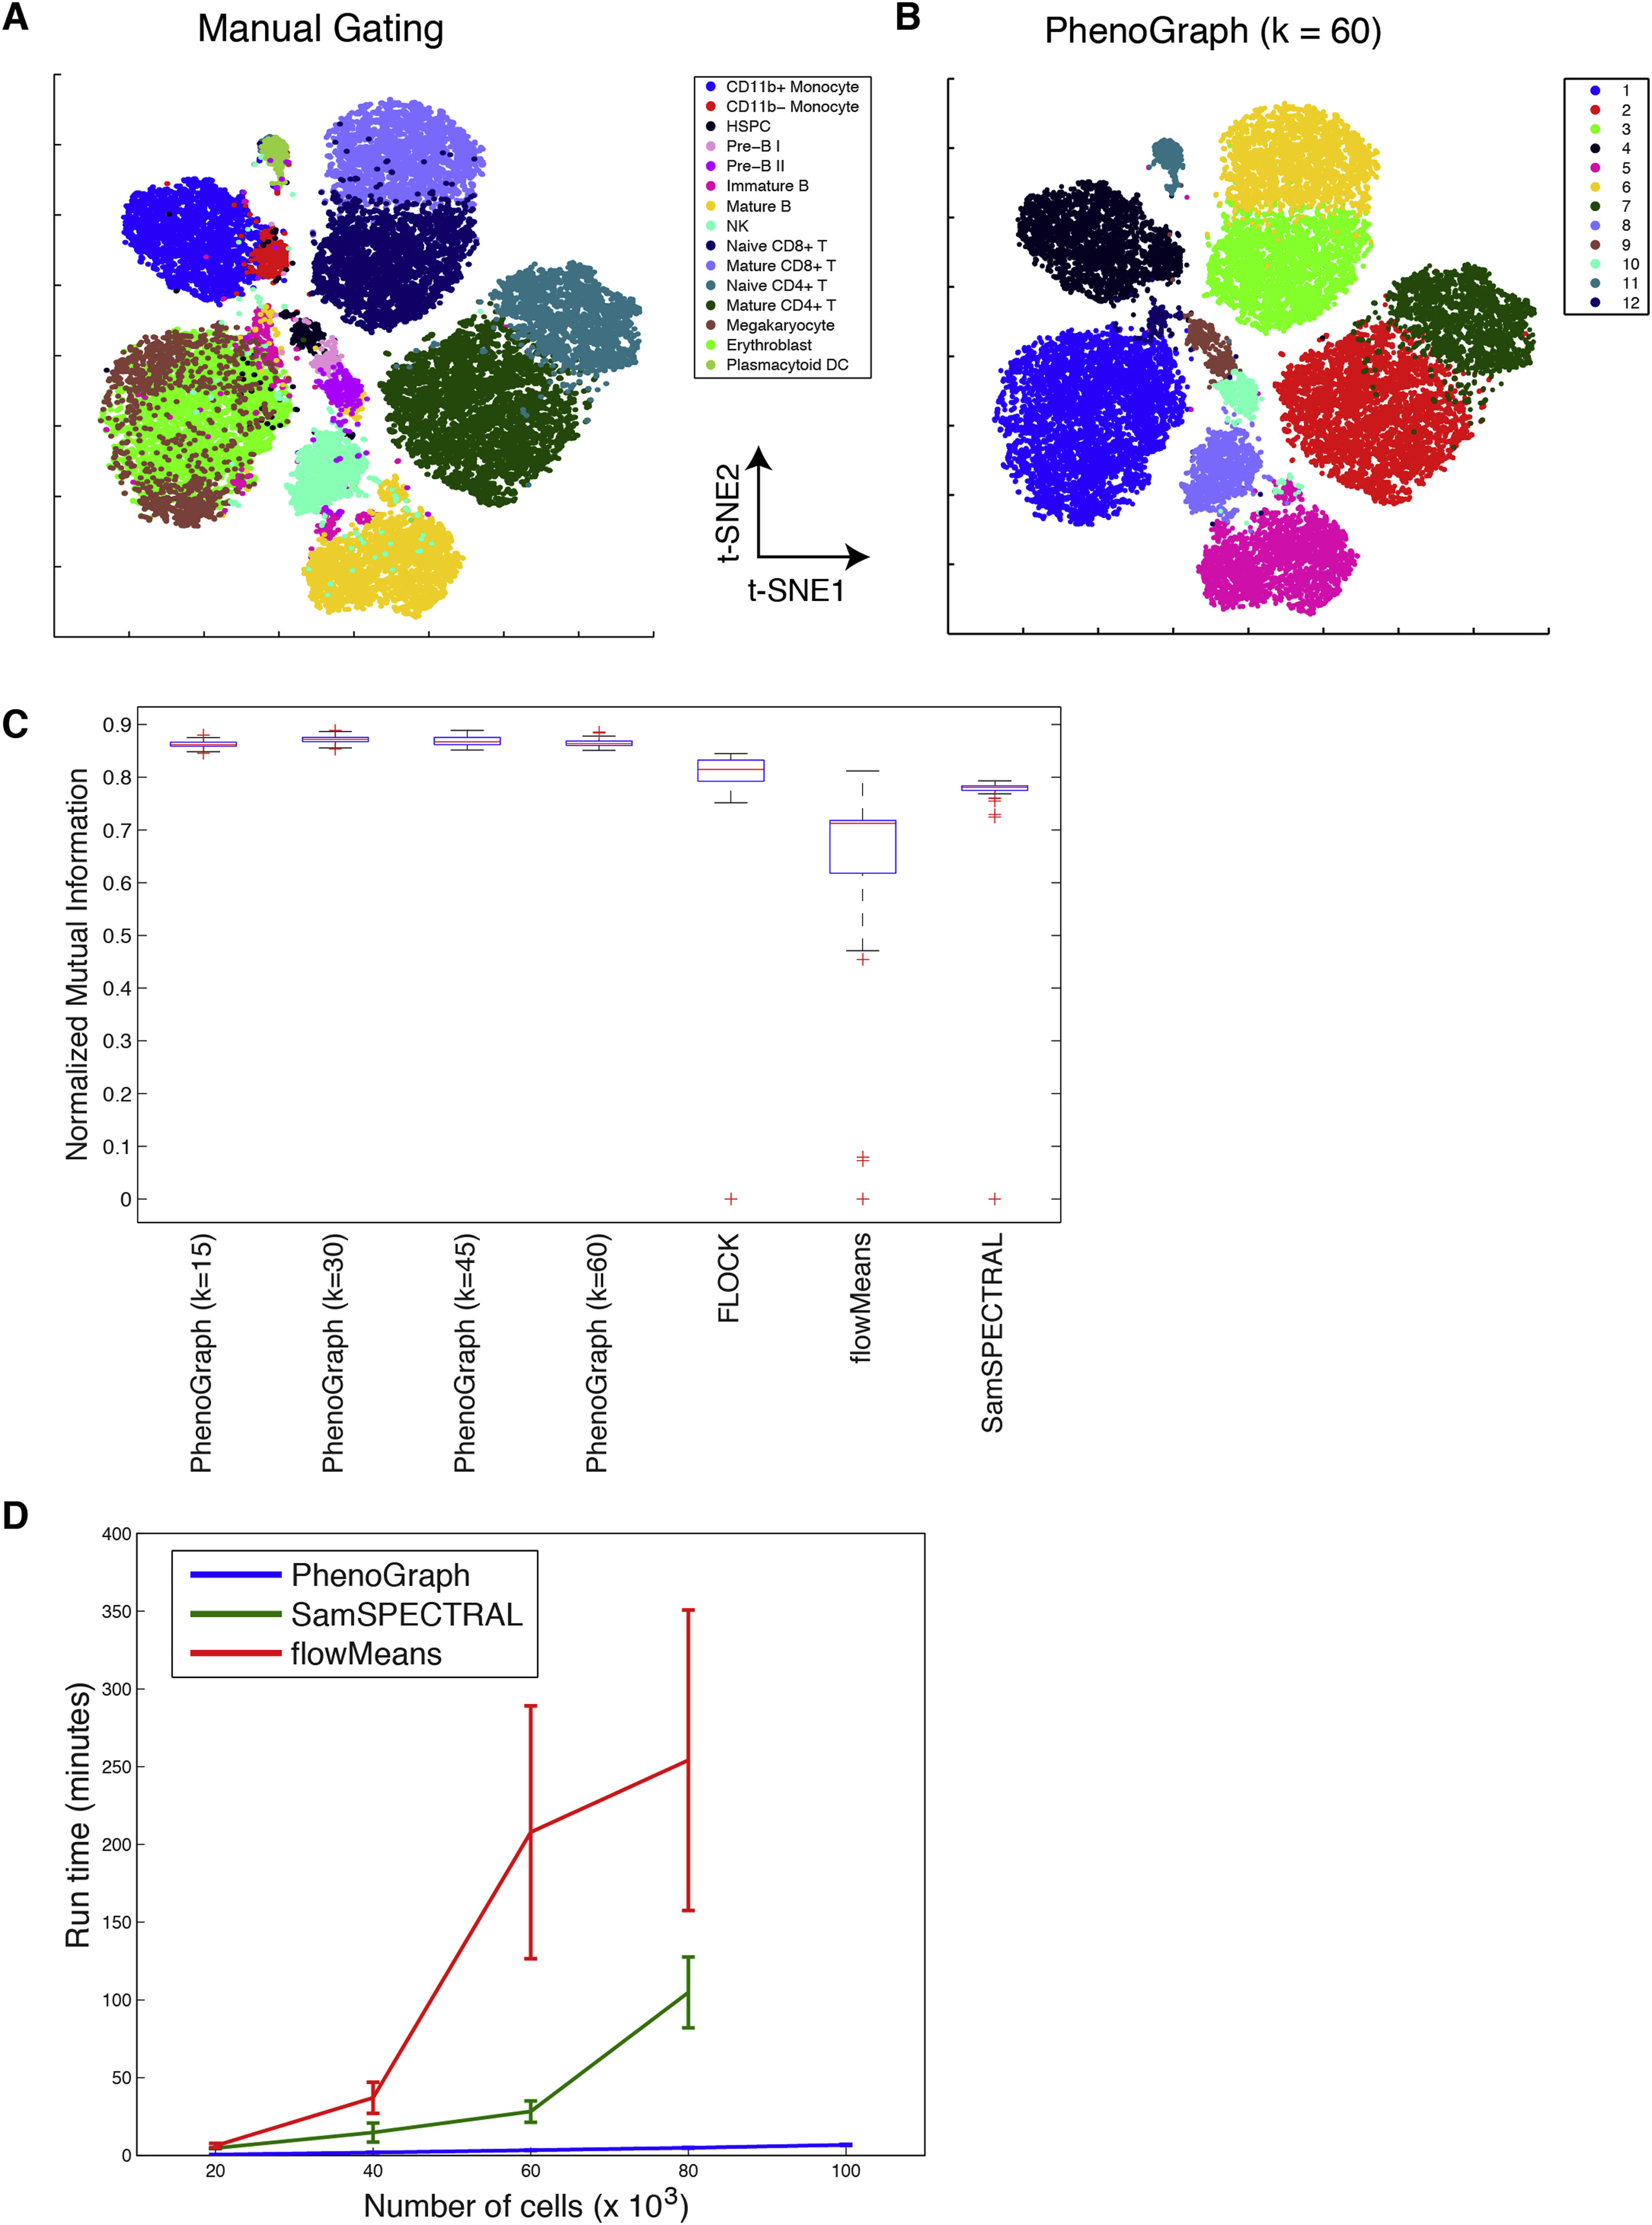 A
Manual Gating
CD11b+ Monocyte
CD11b− Monocyte
HSPC
Pre−B I
Pre−B II
Immature B
Mature B
NK
Naive CD8+ T
Mature CD8+ T
Naive CD4+ T
Mature CD4+ T
Megakaryocyte
Erythroblast
Plasmacytoid DC
t-SNE2
t-SNE1
B
PhenoGraph (k = 60)
1
2
3
4
5
6
7
8
9
10
11
12
C
Normalized Mutual Information
0.9
0.8
0.7
0.6
0.5
0.4
0.3
0.2
0.1
0
PhenoGraph (k=15)
PhenoGraph (k=30)
PhenoGraph (k=45)
PhenoGraph (k=60)
FLOCK
flowMeans
SamSPECTRAL
D
Run time (minutes)
400
350
300
250
200
150
100
50
0
PhenoGraph
SamSPECTRAL
flowMeans
20 40 60 80 100
Number of cells (x 10³)